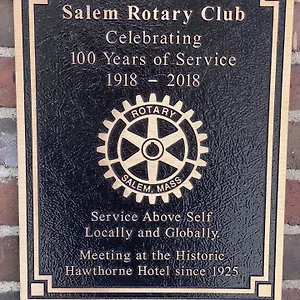 Salem Rotary Club
Celebrating
100 Years of Service
1918 – 2018
ROTARY
SALEM, MASS
Service Above Self
Locally and Globally.
Meeting at the Historic
Hawthorne Hotel since 1925